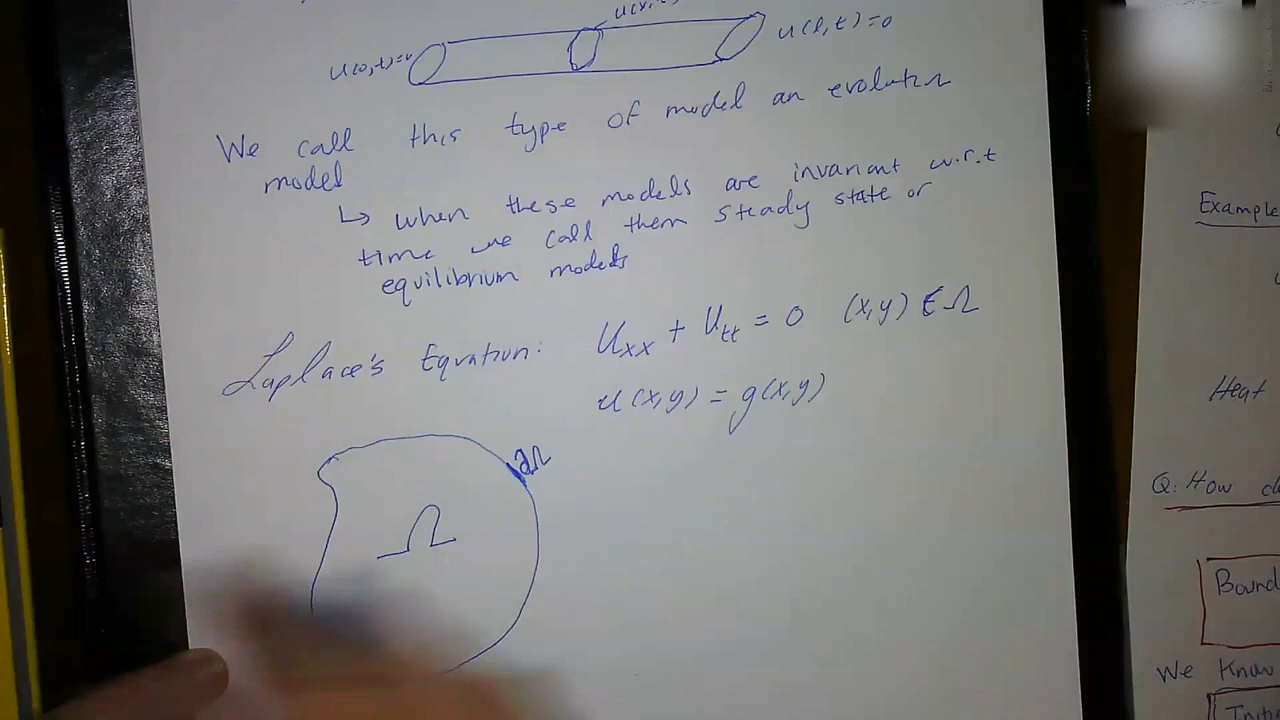 u(0,t)=0
u(l,t)=0
We call this type of model an evolution
model
↳ when these models are invariant w.r.t
time we call them steady state or
equilibrium models
Laplace's Equation: Uxx + Utt = 0 (x,y) ∈ Ω
u(x,y) = g(x,y)
∂Ω
Ω
Example
Heat
Q: How
Bound
We Know